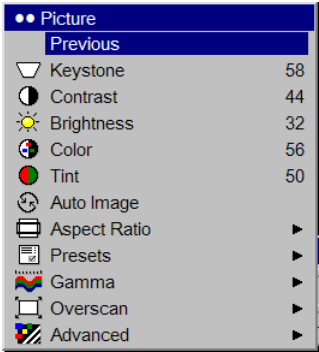 Picture
Previous
Keystone 58
Contrast 44
Brightness 32
Color 56
Tint 50
Auto Image
Aspect Ratio
Presets
Gamma
Overscan
Advanced